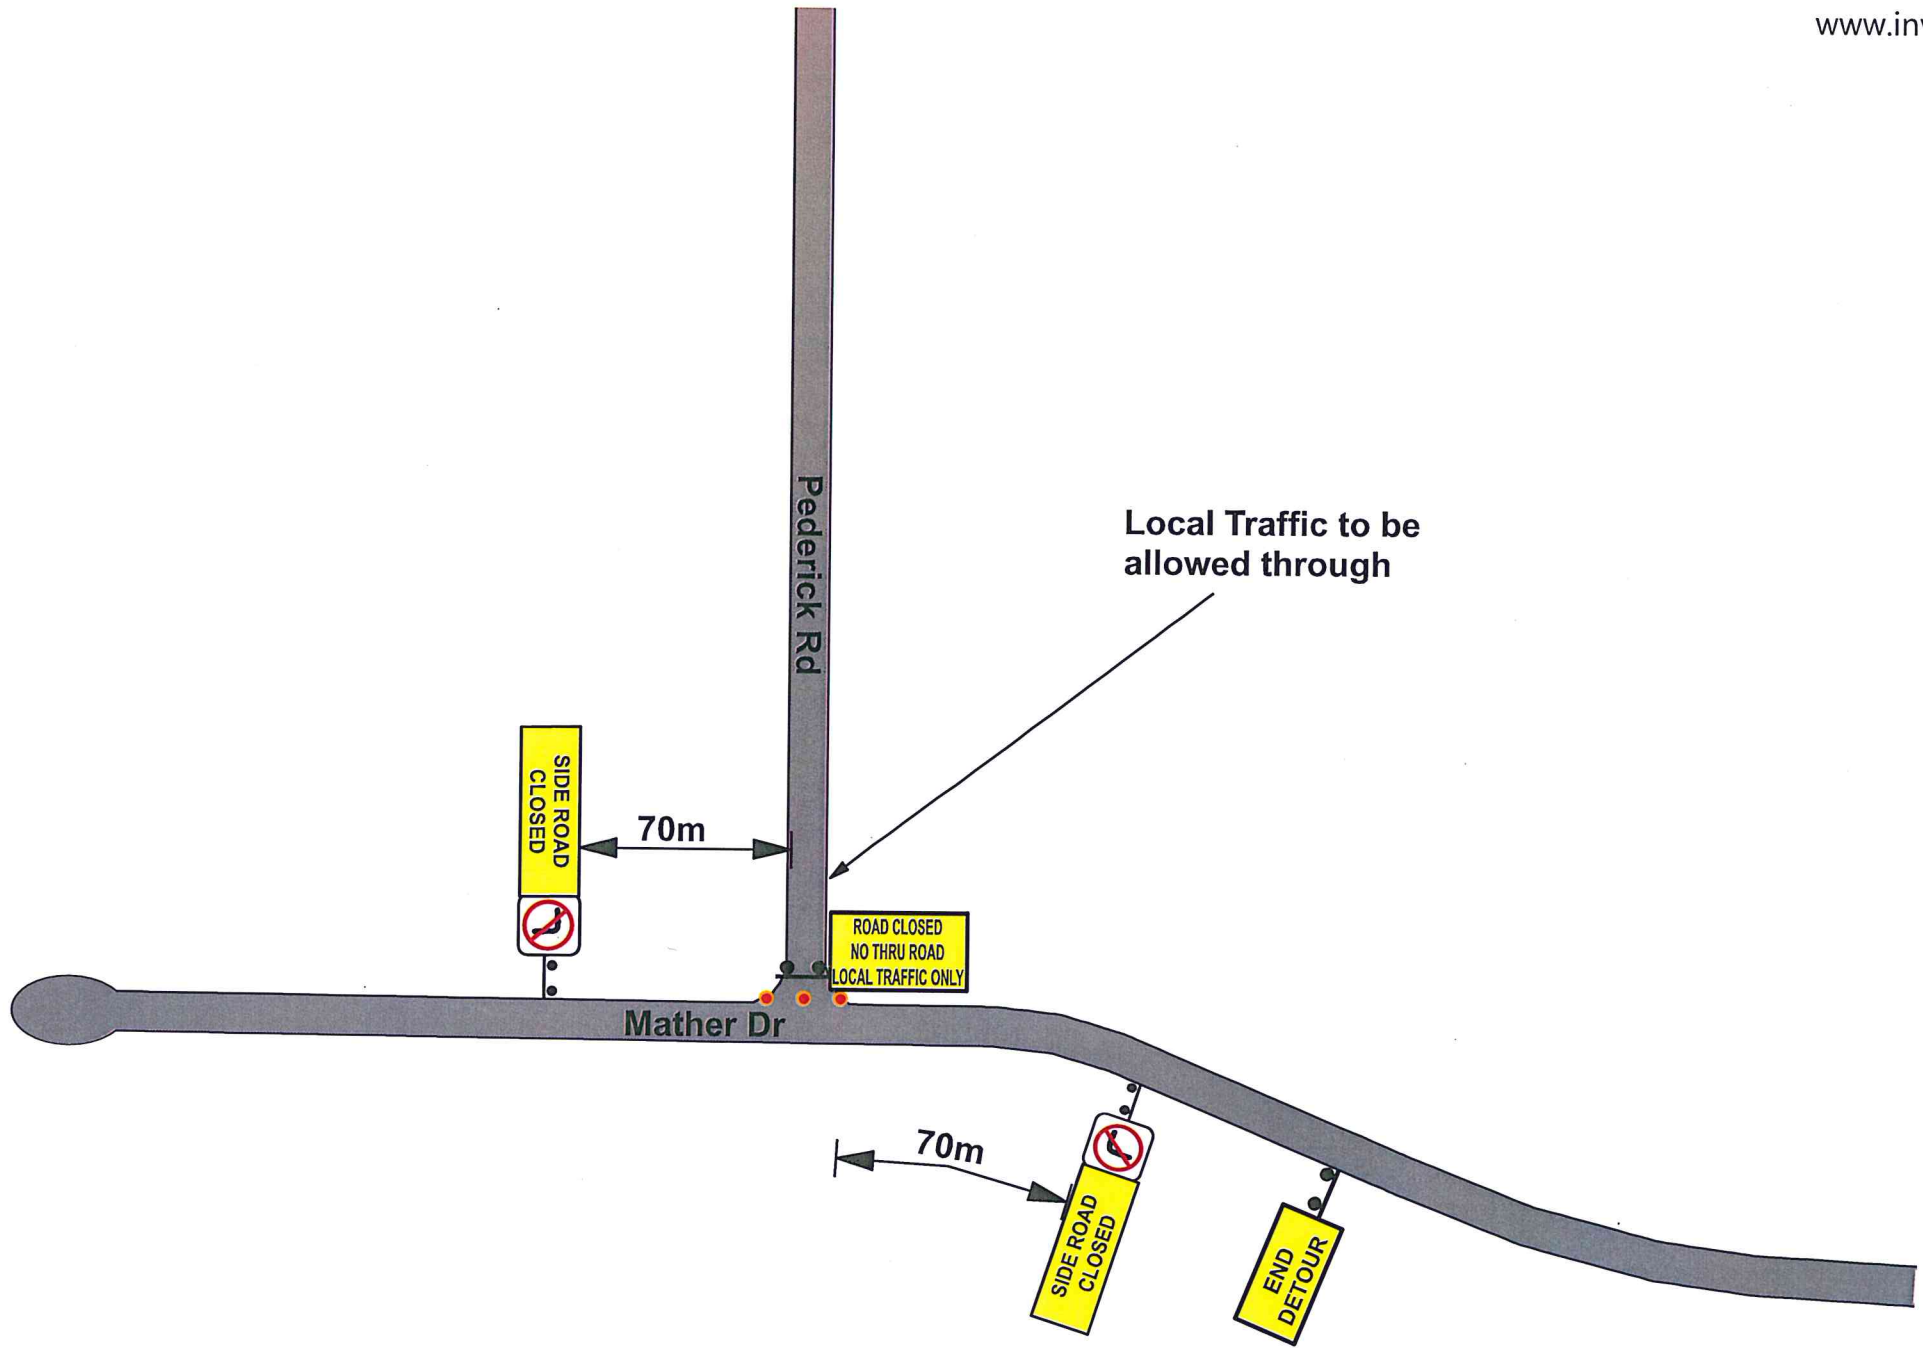 www.inv
Pederick Rd
Local Traffic to be
allowed through
SIDE ROAD
CLOSED
70m
ROAD CLOSED
NO THRU ROAD
LOCAL TRAFFIC ONLY
Mather Dr
70m
SIDE ROAD
CLOSED
END
DETOUR